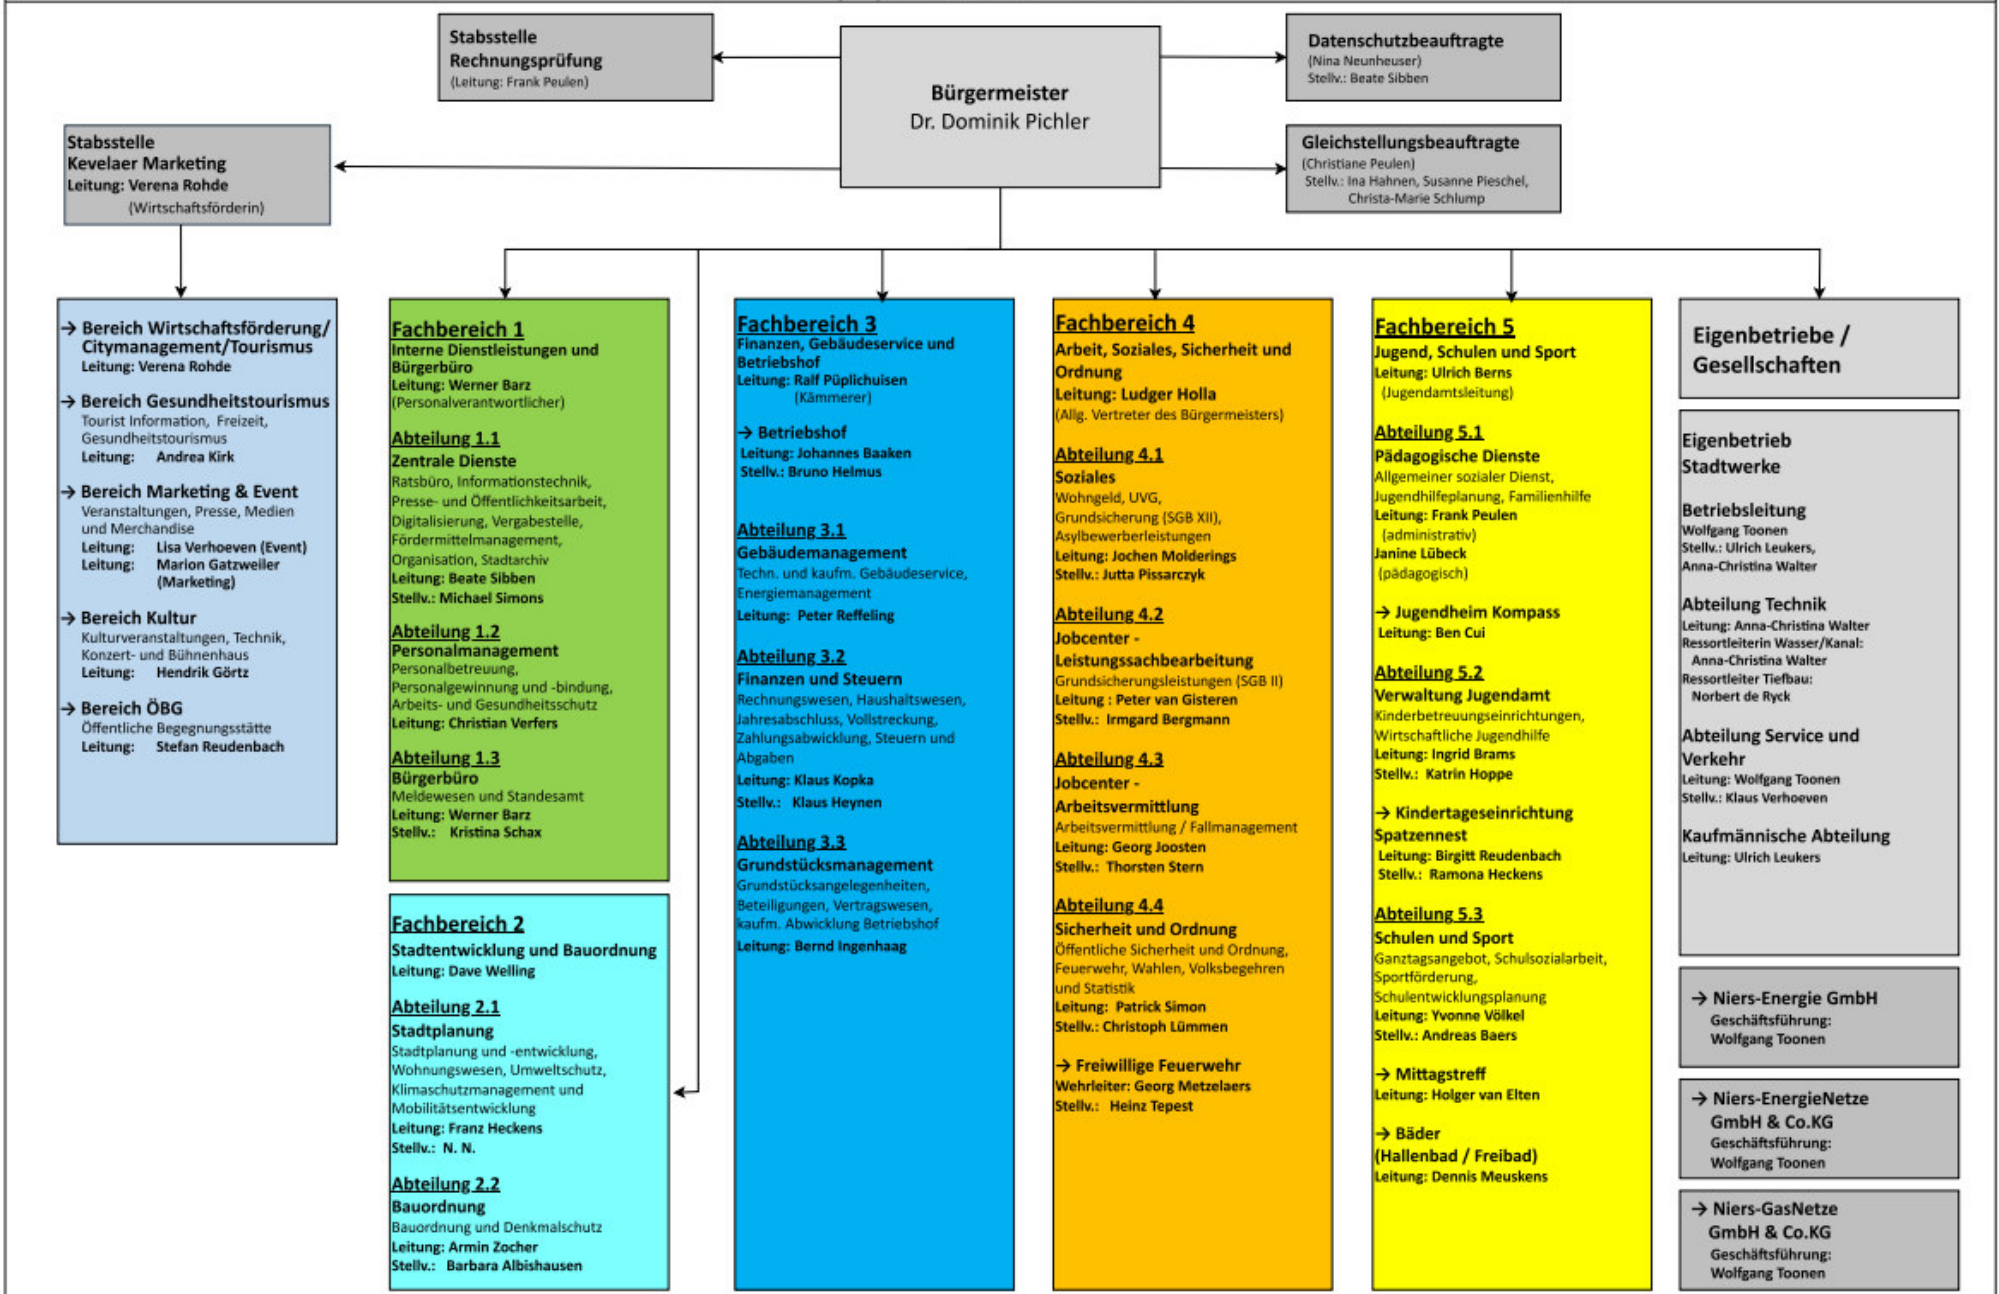 Stabsstelle
Rechnungsprüfung
(Leitung: Frank Peulen)
Bürgermeister
Dr. Dominik Pichler
Datenschutzbeauftragte
(Nina Neunheuser)
Stellv.: Beate Sibben
Stabsstelle
Kevelaer Marketing
Leitung: Verena Rohde
(Wirtschaftsförderin)
Gleichstellungsbeauftragte
(Christiane Peulen)
Stellv.: Ina Hahnen, Susanne Pieschel,
Christa-Marie Schlump
→ Bereich Wirtschaftsförderung/
Citymanagement/Tourismus
Leitung: Verena Rohde
→ Bereich Gesundheitstourismus
Tourist Information, Freizeit,
Gesundheitstourismus
Leitung: Andrea Kirk
→ Bereich Marketing & Event
Veranstaltungen, Presse, Medien
und Merchandise
Leitung: Lisa Verhoeven (Event)
Leitung: Marion Gatzweiler
(Marketing)
→ Bereich Kultur
Kulturveranstaltungen, Technik,
Konzert- und Bühnenhaus
Leitung: Hendrik Görtz
→ Bereich ÖBG
Öffentliche Begegnungsstätte
Leitung: Stefan Reudenbach
Fachbereich 1
Interne Dienstleistungen und
Bürgerbüro
Leitung: Werner Barz
(Personalverantwortlicher)
Abteilung 1.1
Zentrale Dienste
Ratsbüro, Informationstechnik,
Presse- und Öffentlichkeitsarbeit,
Digitalisierung, Vergabestelle,
Fördermittelmanagement,
Organisation, Stadtarchiv
Leitung: Beate Sibben
Stellv.: Michael Simons
Abteilung 1.2
Personalmanagement
Personalbetreuung,
Personalgewinnung und -bindung,
Arbeits- und Gesundheitsschutz
Leitung: Christian Verfers
Abteilung 1.3
Bürgerbüro
Meldewesen und Standesamt
Leitung: Werner Barz
Stellv.: Kristina Schax
Fachbereich 2
Stadtentwicklung und Bauordnung
Leitung: Dave Welling
Abteilung 2.1
Stadtplanung
Stadtplanung und -entwicklung,
Wohnungswesen, Umweltschutz,
Klimaschutzmanagement und
Mobilitätsentwicklung
Leitung: Franz Heckens
Stellv.: N. N.
Abteilung 2.2
Bauordnung
Bauordnung und Denkmalschutz
Leitung: Armin Zocher
Stellv.: Barbara Albishausen
Fachbereich 3
Finanzen, Gebäudeservice und
Betriebshof
Leitung: Ralf Püplichuisen
(Kämmerer)
→ Betriebshof
Leitung: Johannes Baaken
Stellv.: Bruno Helmus
Abteilung 3.1
Gebäudemanagement
Techn. und kaufm. Gebäudeservice,
Energiemanagement
Leitung: Peter Reffeling
Abteilung 3.2
Finanzen und Steuern
Rechnungswesen, Haushaltswesen,
Jahresabschluss, Vollstreckung,
Zahlungsabwicklung, Steuern und
Abgaben
Leitung: Klaus Kopka
Stellv.: Klaus Heynen
Abteilung 3.3
Grundstücksmanagement
Grundstücksangelegenheiten,
Beteiligungen, Vertragswesen,
kaufm. Abwicklung Betriebshof
Leitung: Bernd Ingenhaag
Fachbereich 4
Arbeit, Soziales, Sicherheit und
Ordnung
Leitung: Ludger Holla
(Allg. Vertreter des Bürgermeisters)
Abteilung 4.1
Soziales
Wohngeld, UVG,
Grundsicherung (SGB XII),
Asylbewerberleistungen
Leitung: Jochen Molderings
Stellv.: Jutta Pissarczyk
Abteilung 4.2
Jobcenter -
Leistungssachbearbeitung
Grundsicherungsleistungen (SGB II)
Leitung : Peter van Gisteren
Stellv.: Irmgard Bergmann
Abteilung 4.3
Jobcenter -
Arbeitsvermittlung
Arbeitsvermittlung / Fallmanagement
Leitung: Georg Joosten
Stellv.: Thorsten Stern
Abteilung 4.4
Sicherheit und Ordnung
Öffentliche Sicherheit und Ordnung,
Feuerwehr, Wahlen, Volksbegehren
und Statistik
Leitung: Patrick Simon
Stellv.: Christoph Lümmen
→ Freiwillige Feuerwehr
Wehrleiter: Georg Metzelaers
Stellv.: Heinz Tepest
Fachbereich 5
Jugend, Schulen und Sport
Leitung: Ulrich Berns
(Jugendamtsleitung)
Abteilung 5.1
Pädagogische Dienste
Allgemeiner sozialer Dienst,
Jugendhilfeplanung, Familienhilfe
Leitung: Frank Peulen
(administrativ)
Janine Lübeck
(pädagogisch)
→ Jugendheim Kompass
Leitung: Ben Cui
Abteilung 5.2
Verwaltung Jugendamt
Kinderbetreuungseinrichtungen,
Wirtschaftliche Jugendhilfe
Leitung: Ingrid Brams
Stellv.: Katrin Hoppe
→ Kindertageseinrichtung
Spatzennest
Leitung: Birgitt Reudenbach
Stellv.: Ramona Heckens
Abteilung 5.3
Schulen und Sport
Ganztagsangebot, Schulsozialarbeit,
Sportförderung,
Schulentwicklungsplanung
Leitung: Yvonne Völkel
Stellv.: Andreas Baers
→ Mittagstreff
Leitung: Holger van Elten
→ Bäder
(Hallenbad / Freibad)
Leitung: Dennis Meuskens
Eigenbetriebe /
Gesellschaften
Eigenbetrieb
Stadtwerke
Betriebsleitung
Wolfgang Toonen
Stellv.: Ulrich Leukers,
Anna-Christina Walter
Abteilung Technik
Leitung: Anna-Christina Walter
Ressortleiterin Wasser/Kanal:
Anna-Christina Walter
Ressortleiter Tiefbau:
Norbert de Ryck
Abteilung Service und
Verkehr
Leitung: Wolfgang Toonen
Stellv.: Klaus Verhoeven
Kaufmännische Abteilung
Leitung: Ulrich Leukers
→ Niers-Energie GmbH
Geschäftsführung:
Wolfgang Toonen
→ Niers-EnergieNetze
GmbH & Co.KG
Geschäftsführung:
Wolfgang Toonen
→ Niers-GasNetze
GmbH & Co.KG
Geschäftsführung:
Wolfgang Toonen